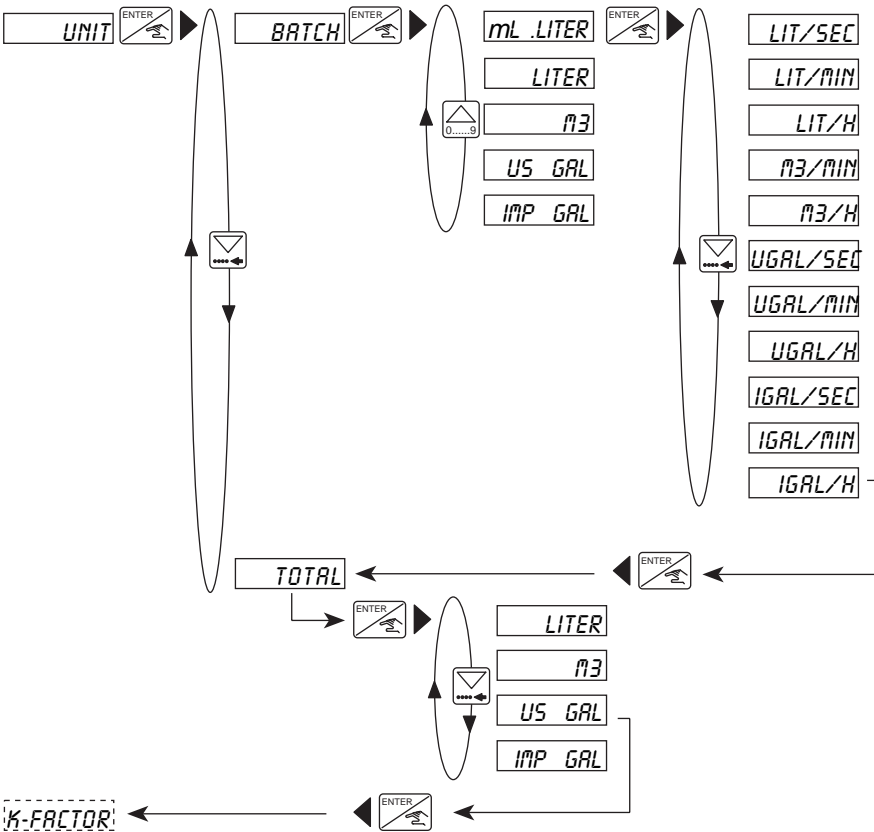 UNIT
ENTER
BATCH
ENTER
mL .LITER
LITER
M3
US GAL
IMP GAL
0......9
ENTER
LIT/SEC
LIT/MIN
LIT/H
M3/MIN
M3/H
UGAL/SEC
UGAL/MIN
UGAL/H
IGAL/SEC
IGAL/MIN
IGAL/H
ENTER
TOTAL
ENTER
LITER
M3
US GAL
IMP GAL
ENTER
K-FACTOR